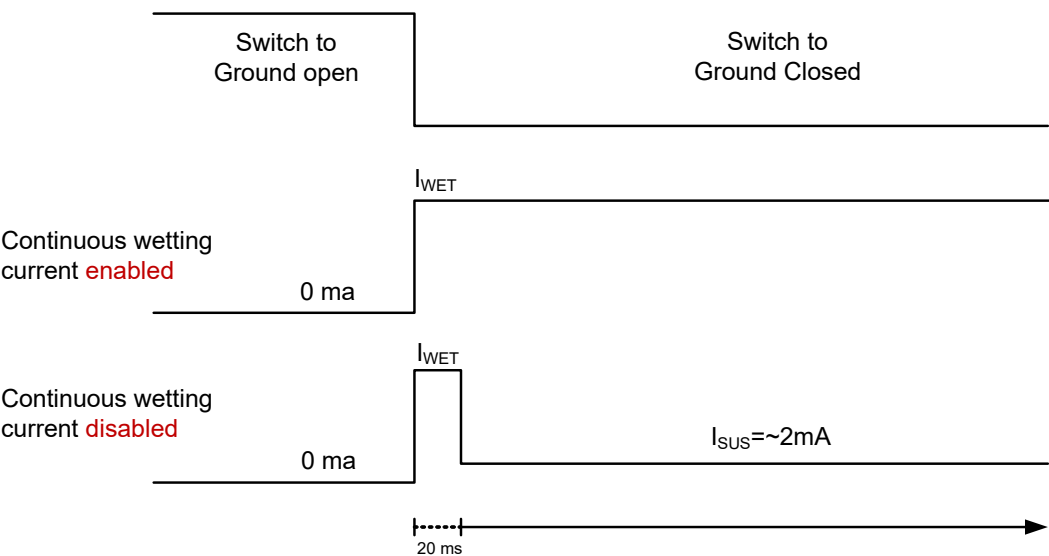 Switch to
Ground open
Switch to
Ground Closed
IWET
Continuous wetting
current enabled
0 ma
IWET
Continuous wetting
current disabled
ISUS=~2mA
0 ma
20 ms